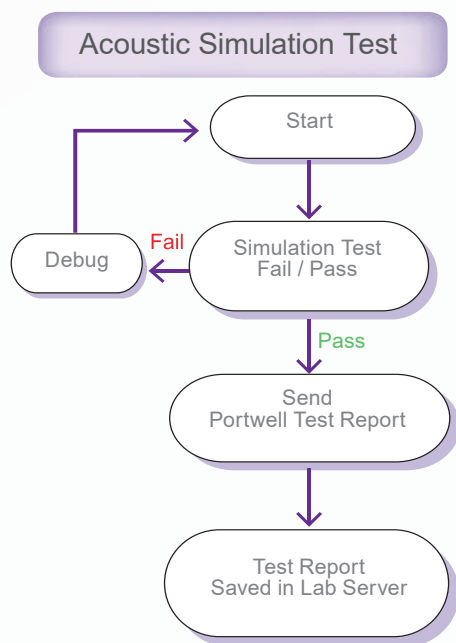 Acoustic Simulation Test
Start
Fail
Debug
Simulation Test
Fail / Pass
Pass
Send
Portwell Test Report
Test Report
Saved in Lab Server